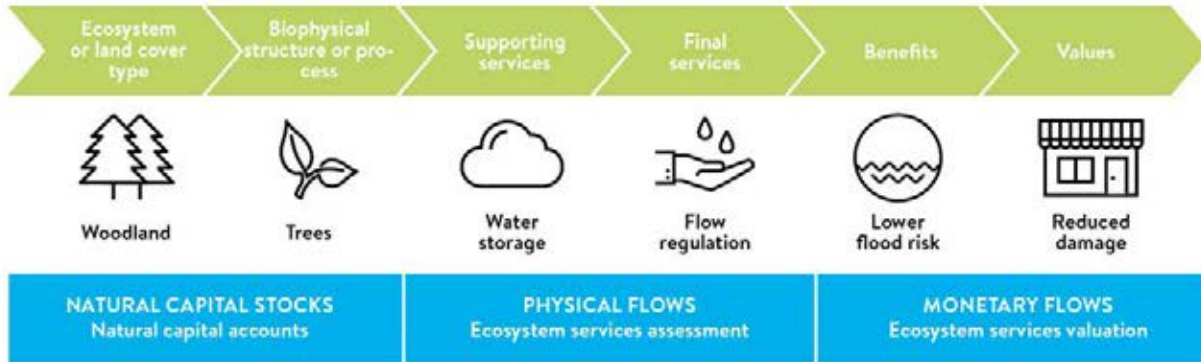 Ecosystem
or land cover
type
Biophysical
structure or pro-
cess
Supporting
services
Final
services
Benefits
Values
Woodland
Trees
Water
storage
Flow
regulation
Lower
flood risk
Reduced
damage
NATURAL CAPITAL STOCKS
Natural capital accounts
PHYSICAL FLOWS
Ecosystem services assessment
MONETARY FLOWS
Ecosystem services valuation